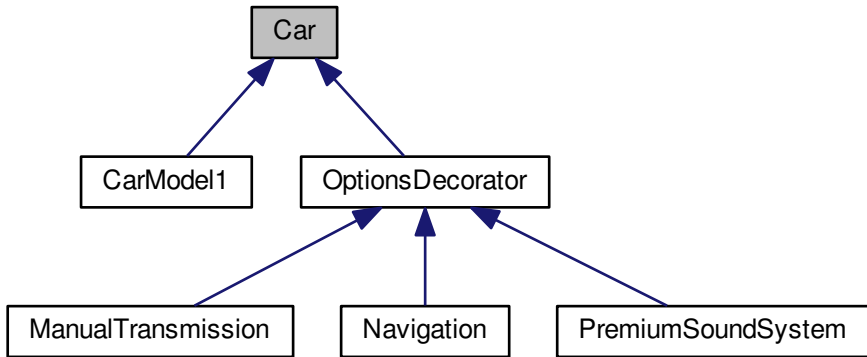 Car
CarModel1
OptionsDecorator
ManualTransmission
Navigation
PremiumSoundSystem